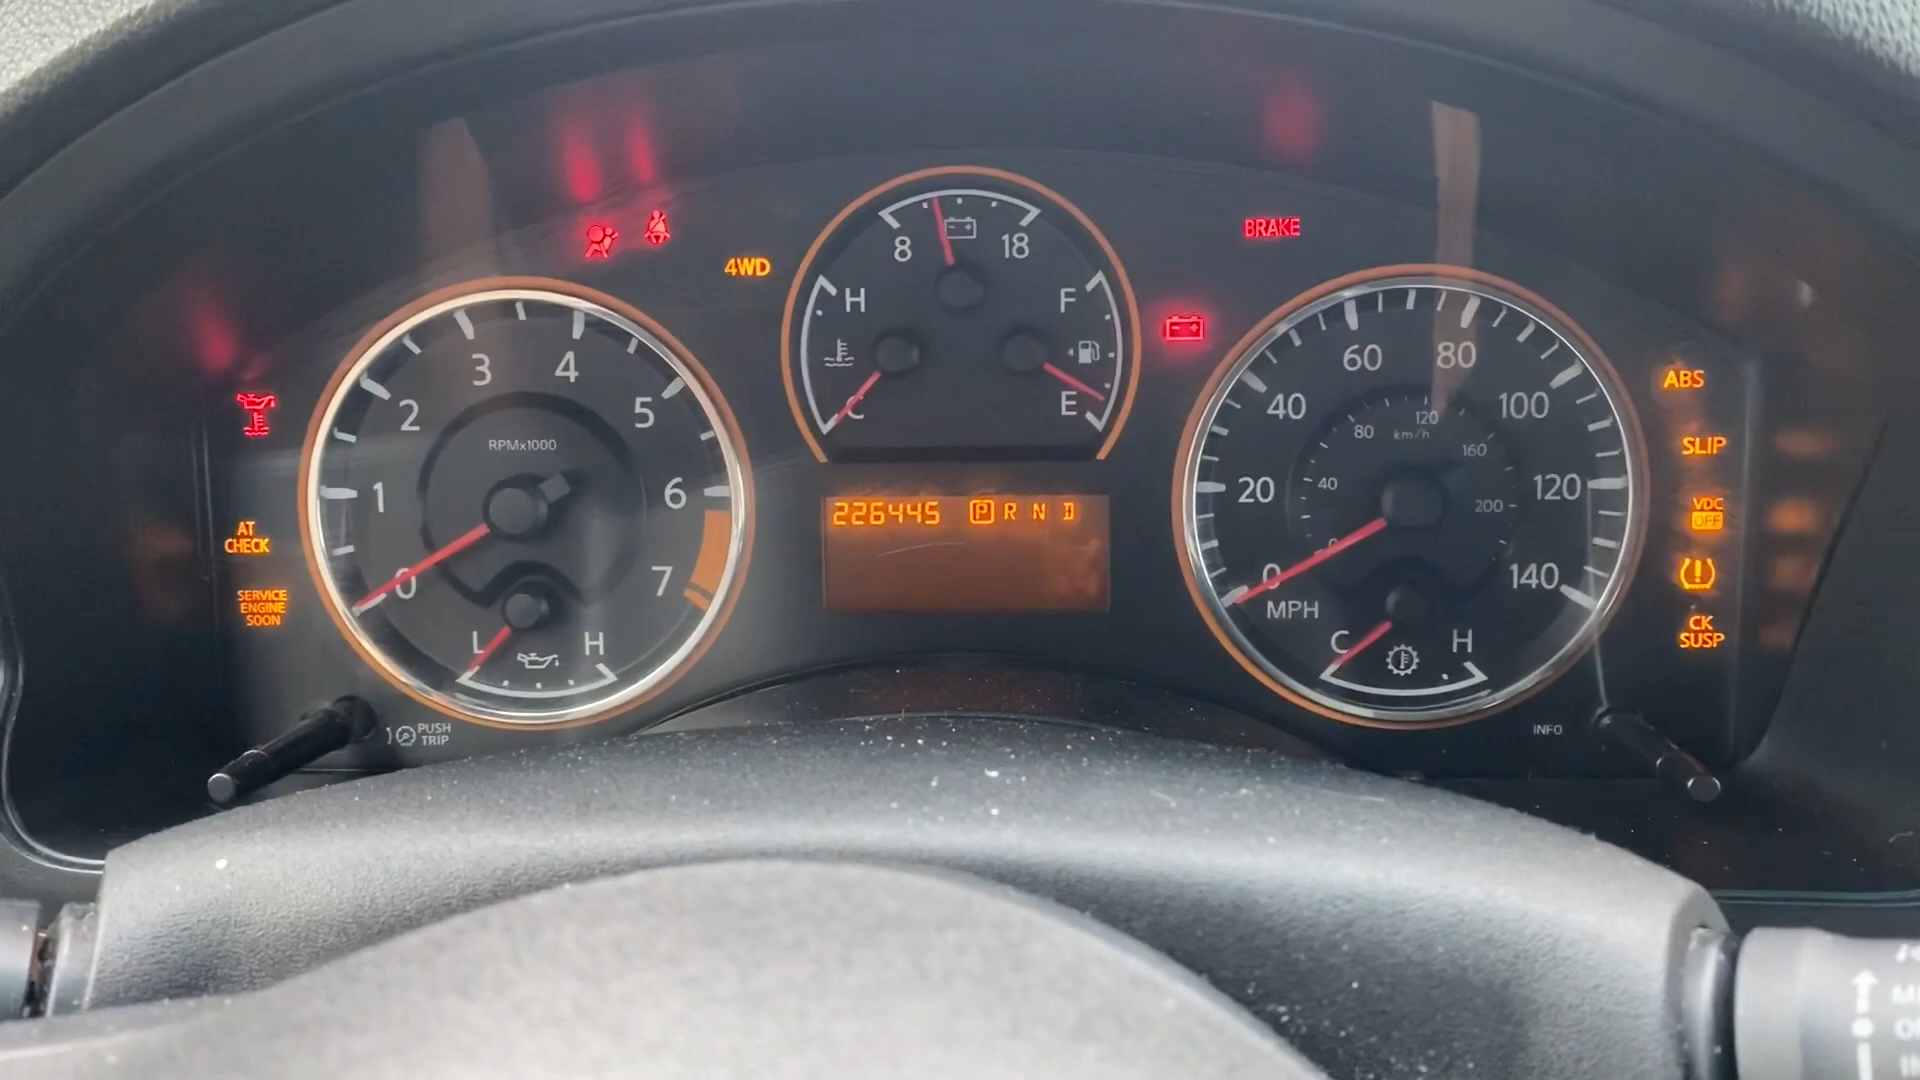 BRAKE
4WD
8
18
H
F
C
E
1
2
3
4
5
6
7
0
RPMx1000
L
H
AT
CHECK
SERVICE
ENGINE
SOON
PUSH
TRIP
226445 P R N D
0
20
40
60
80
100
120
140
MPH
0
40
80
120
160
200
km/h
C
H
ABS
SLIP
VDC
OFF
CK
SUSP
INFO